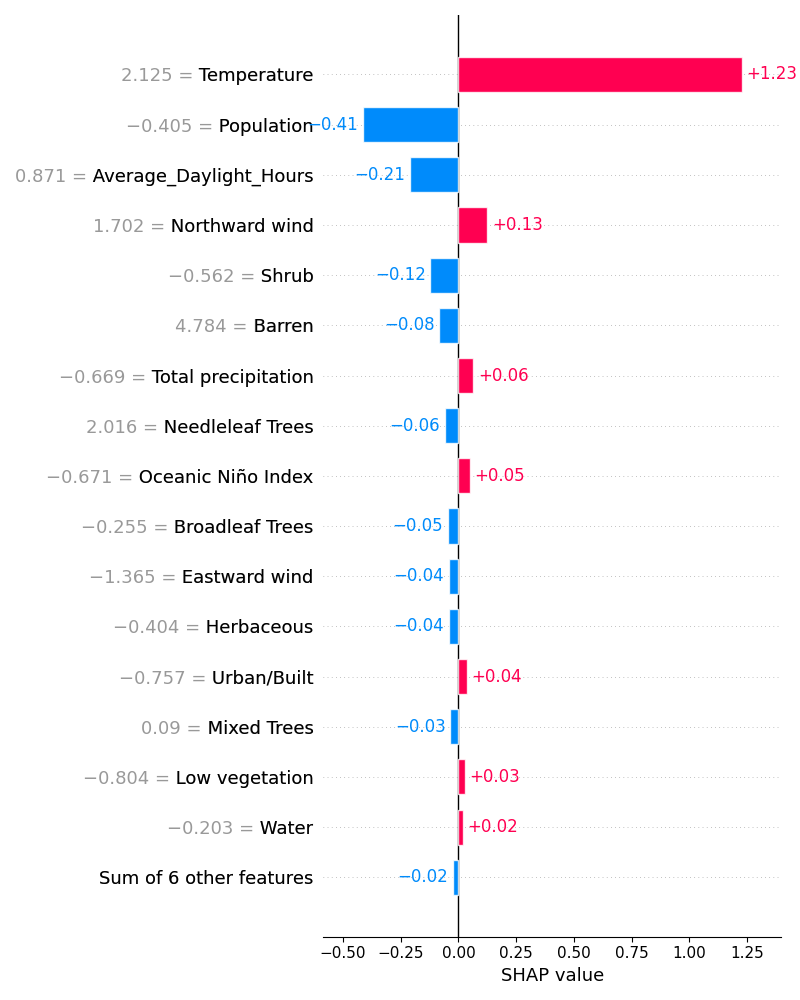 2.125 = Temperature +1.23
−0.405 = Population −0.41
0.871 = Average_Daylight_Hours −0.21
1.702 = Northward wind +0.13
−0.562 = Shrub −0.12
4.784 = Barren −0.08
−0.669 = Total precipitation +0.06
2.016 = Needleleaf Trees −0.06
−0.671 = Oceanic Niño Index +0.05
−0.255 = Broadleaf Trees −0.05
−1.365 = Eastward wind −0.04
−0.404 = Herbaceous −0.04
−0.757 = Urban/Built +0.04
0.09 = Mixed Trees −0.03
−0.804 = Low vegetation +0.03
−0.203 = Water +0.02
Sum of 6 other features −0.02
−0.50 −0.25 0.00 0.25 0.50 0.75 1.00 1.25
SHAP value